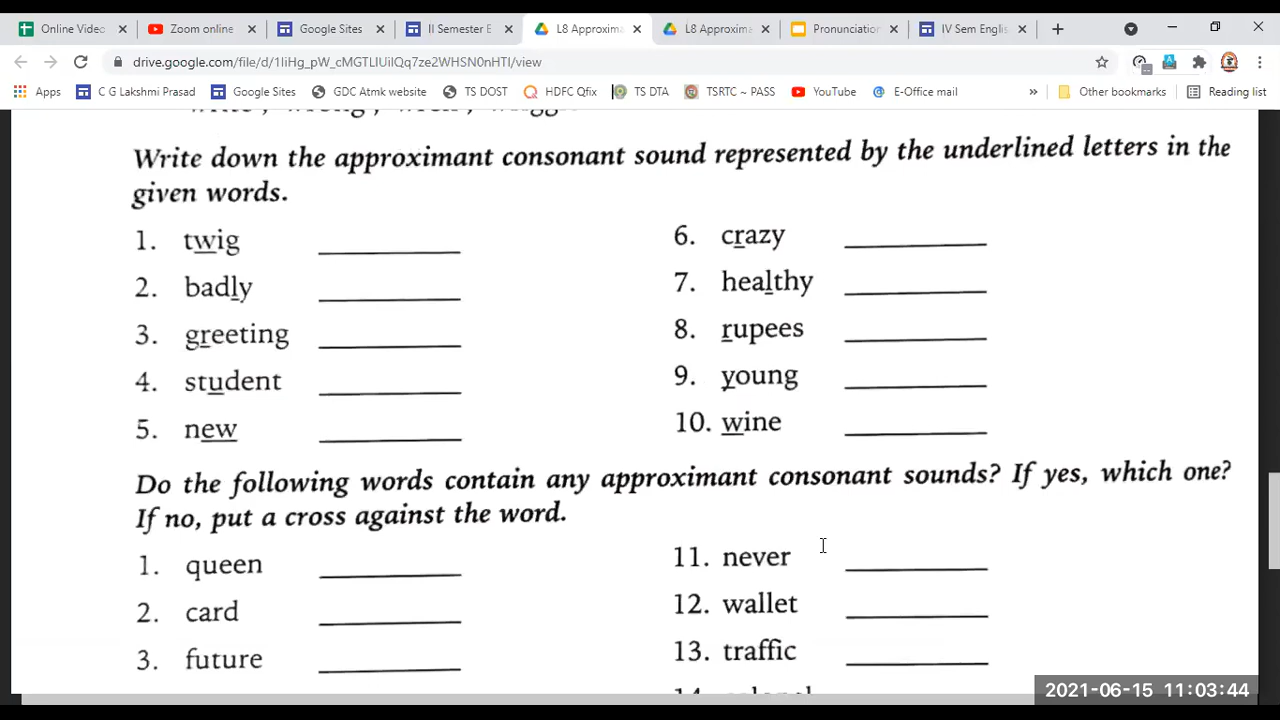 Online Video
Zoom online
Google Sites
II Semester E
L8 Approxima
L8 Approxima
Pronunciation
IV Sem Englis
drive.google.com/file/d/1IiHg_pW_cMGTLIUilQq7ze2WHSYI0nHTI/view
Apps
C G Lakshmi Prasad
Google Sites
GDC Atmk website
TS DOST
HDFC Qfix
TS DTA
TSRTC ~ PASS
YouTube
E-Office mail
»
Other bookmarks
Reading list
Write down the approximant consonant sound represented by the underlined letters in the
given words.
1. twig
2. badly
3. greeting
4. student
5. new
6. crazy
7. healthy
8. rupees
9. young
10. wine
Do the following words contain any approximant consonant sounds? If yes, which one?
If no, put a cross against the word.
1. queen
2. card
3. future
11. never
12. wallet
13. traffic
2021-06-15 11:03:44